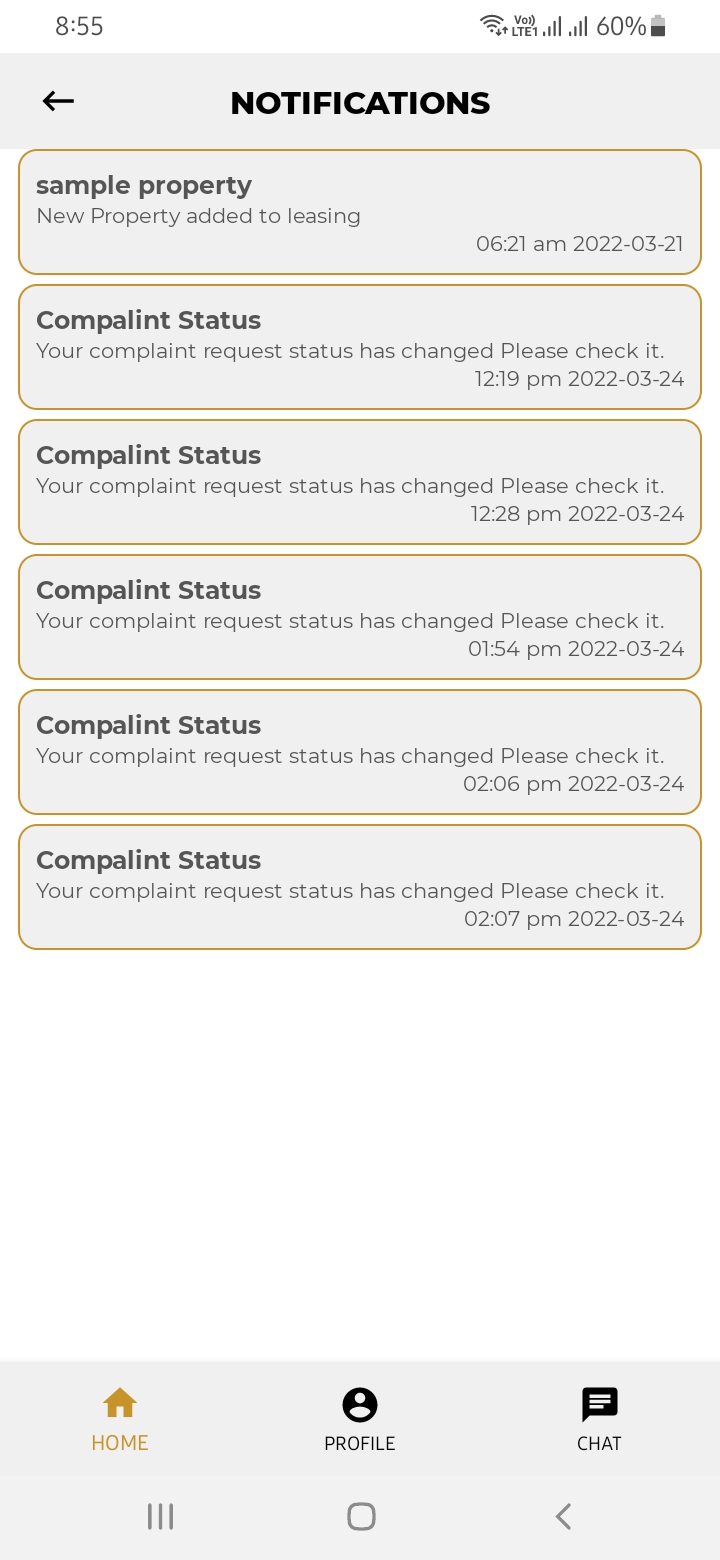 8:55
Vo)) LTE1 60%
NOTIFICATIONS
sample property
New Property added to leasing
06:21 am 2022-03-21
Compalint Status
Your complaint request status has changed Please check it.
12:19 pm 2022-03-24
Compalint Status
Your complaint request status has changed Please check it.
12:28 pm 2022-03-24
Compalint Status
Your complaint request status has changed Please check it.
01:54 pm 2022-03-24
Compalint Status
Your complaint request status has changed Please check it.
02:06 pm 2022-03-24
Compalint Status
Your complaint request status has changed Please check it.
02:07 pm 2022-03-24
HOME PROFILE CHAT